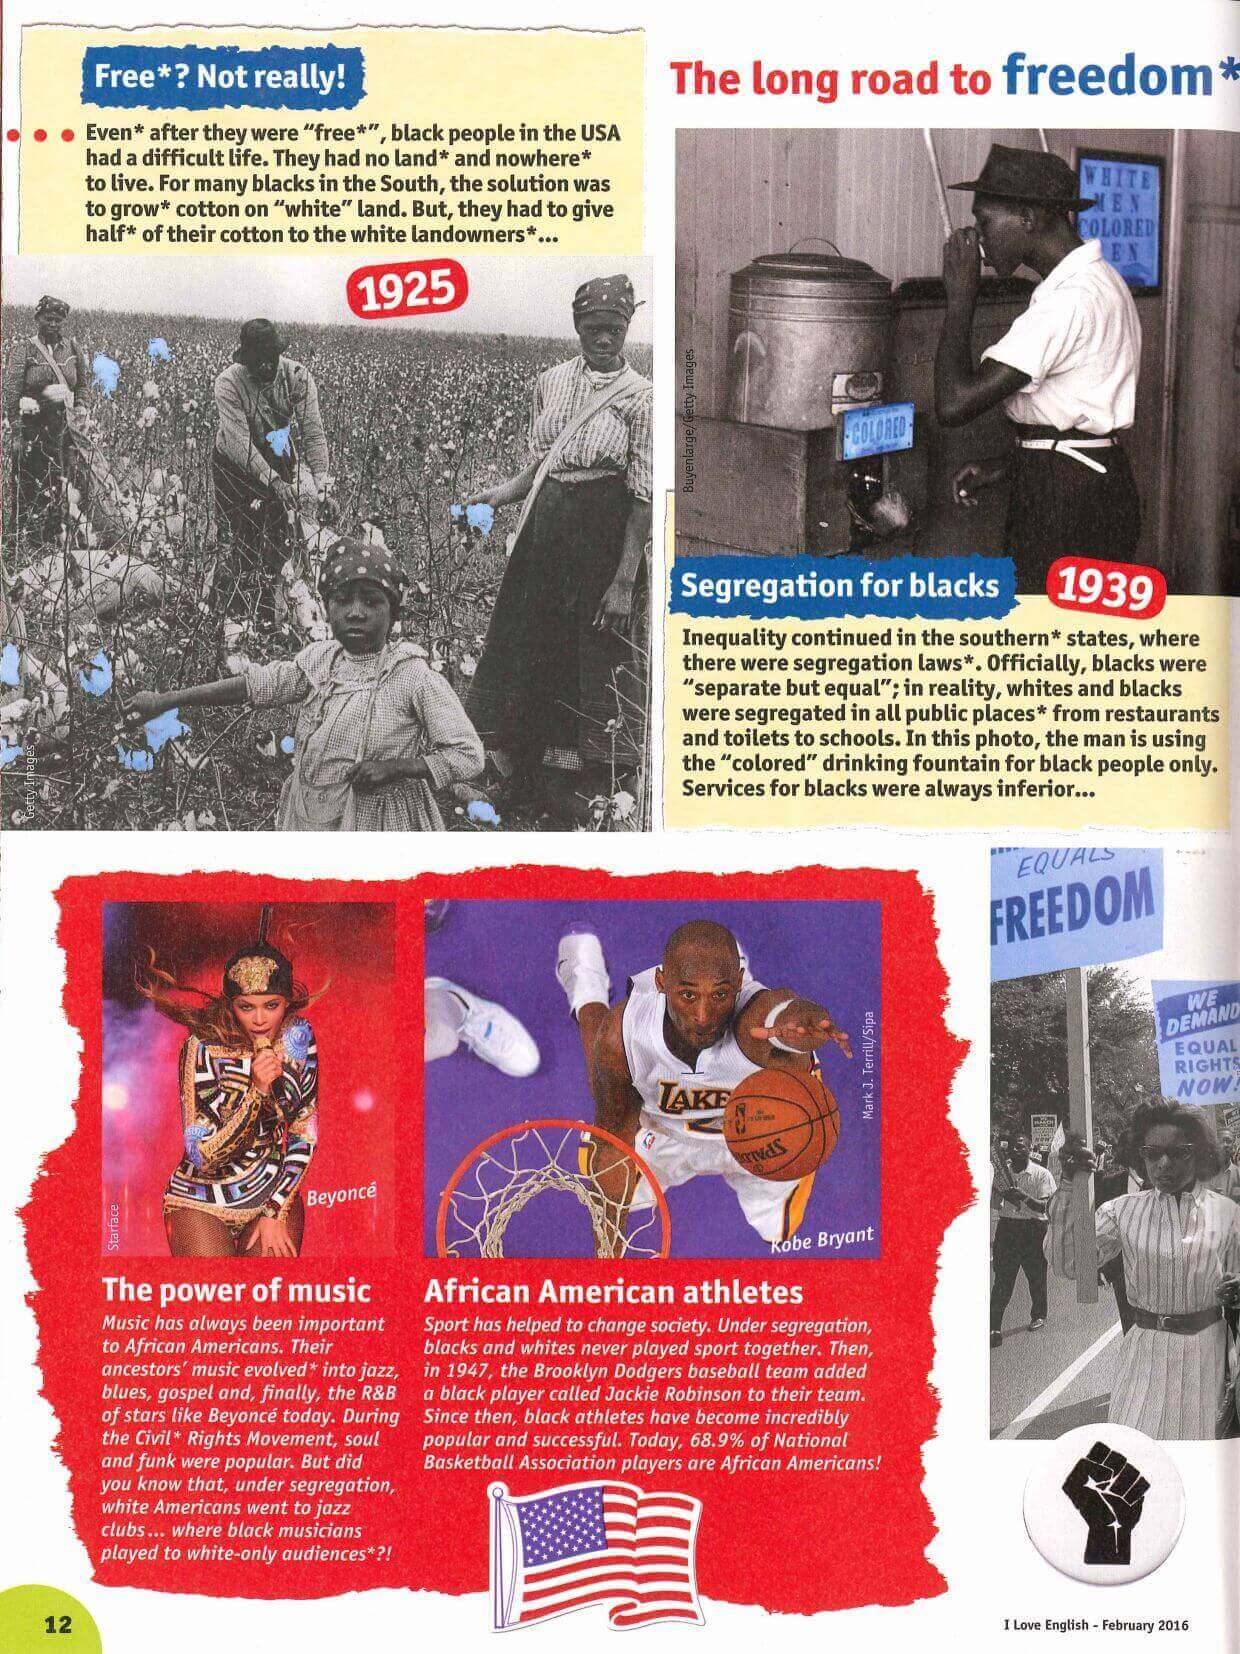 Free*? Not really!
Even* after they were “free*”, black people in the USA
had a difficult life. They had no land* and nowhere*
to live. For many blacks in the South, the solution was
to grow* cotton on “white” land. But, they had to give
half* of their cotton to the white landowners*...
1925
Getty Images
The long road to freedom*
WHITE
MEN
COLORED
MEN
COLORED
Buyenlarge/Getty Images
Segregation for blacks
1939
Inequality continued in the southern* states, where
there were segregation laws*. Officially, blacks were
“separate but equal”; in reality, whites and blacks
were segregated in all public places* from restaurants
and toilets to schools. In this photo, the man is using
the “colored” drinking fountain for black people only.
Services for blacks were always inferior...
Starface
Beyoncé
The power of music
Music has always been important
to African Americans. Their
ancestors’ music evolved* into jazz,
blues, gospel and, finally, the R&B
of stars like Beyoncé today. During
the Civil* Rights Movement, soul
and funk were popular. But did
you know that, under segregation,
white Americans went to jazz
clubs... where black musicians
played to white-only audiences*?!
LAKE
SPALDING
Mark J. Terrill/Sipa
Kobe Bryant
African American athletes
Sport has helped to change society. Under segregation,
blacks and whites never played sport together. Then,
in 1947, the Brooklyn Dodgers baseball team added
a black player called Jackie Robinson to their team.
Since then, black athletes have become incredibly
popular and successful. Today, 68.9% of National
Basketball Association players are African Americans!
EQUALS
FREEDOM
WE
DEMAND
EQUAL
RIGHTS
NOW!
12
I Love English - February 2016